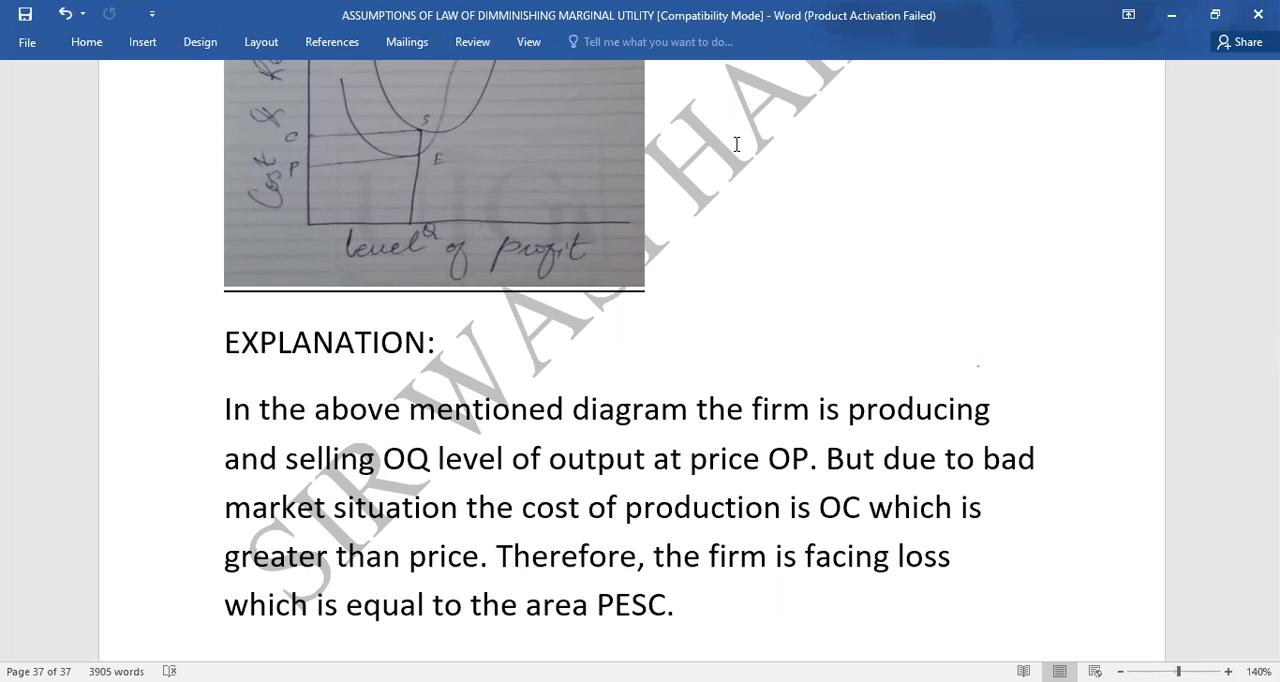 ASSUMPTIONS OF LAW OF DIMMINISHING MARGINAL UTILITY [Compatibility Mode] - Word (Product Activation Failed)
File Home Insert Design Layout References Mailings Review View Tell me what you want to do... Share
Cost &
C
S
P
E
Q
level of profit
SIR WASI HA
EXPLANATION:
In the above mentioned diagram the firm is producing
and selling OQ level of output at price OP. But due to bad
market situation the cost of production is OC which is
greater than price. Therefore, the firm is facing loss
which is equal to the area PESC.
Page 37 of 37 3905 words 140%